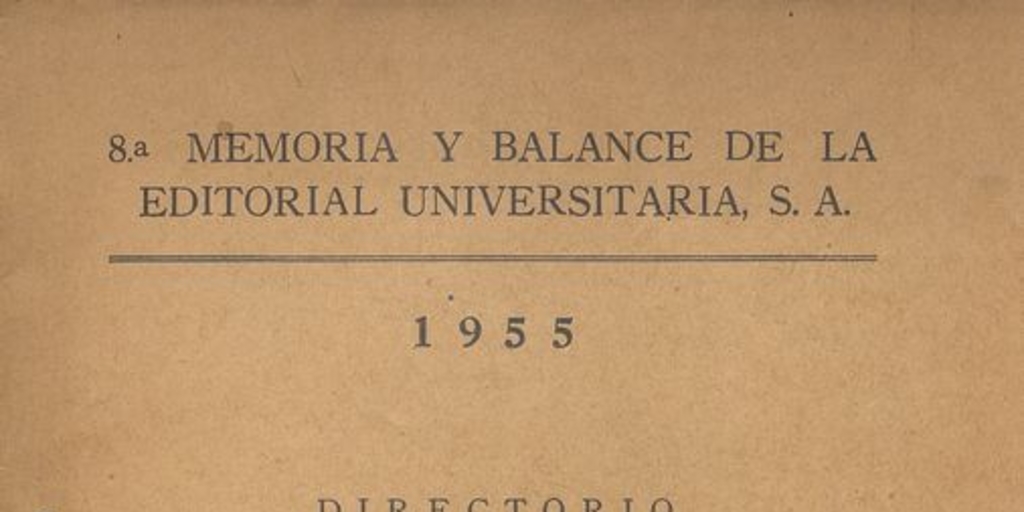 8.a MEMORIA Y BALANCE DE LA
EDITORIAL UNIVERSITARIA, S. A.
1955
DIRECTORIO